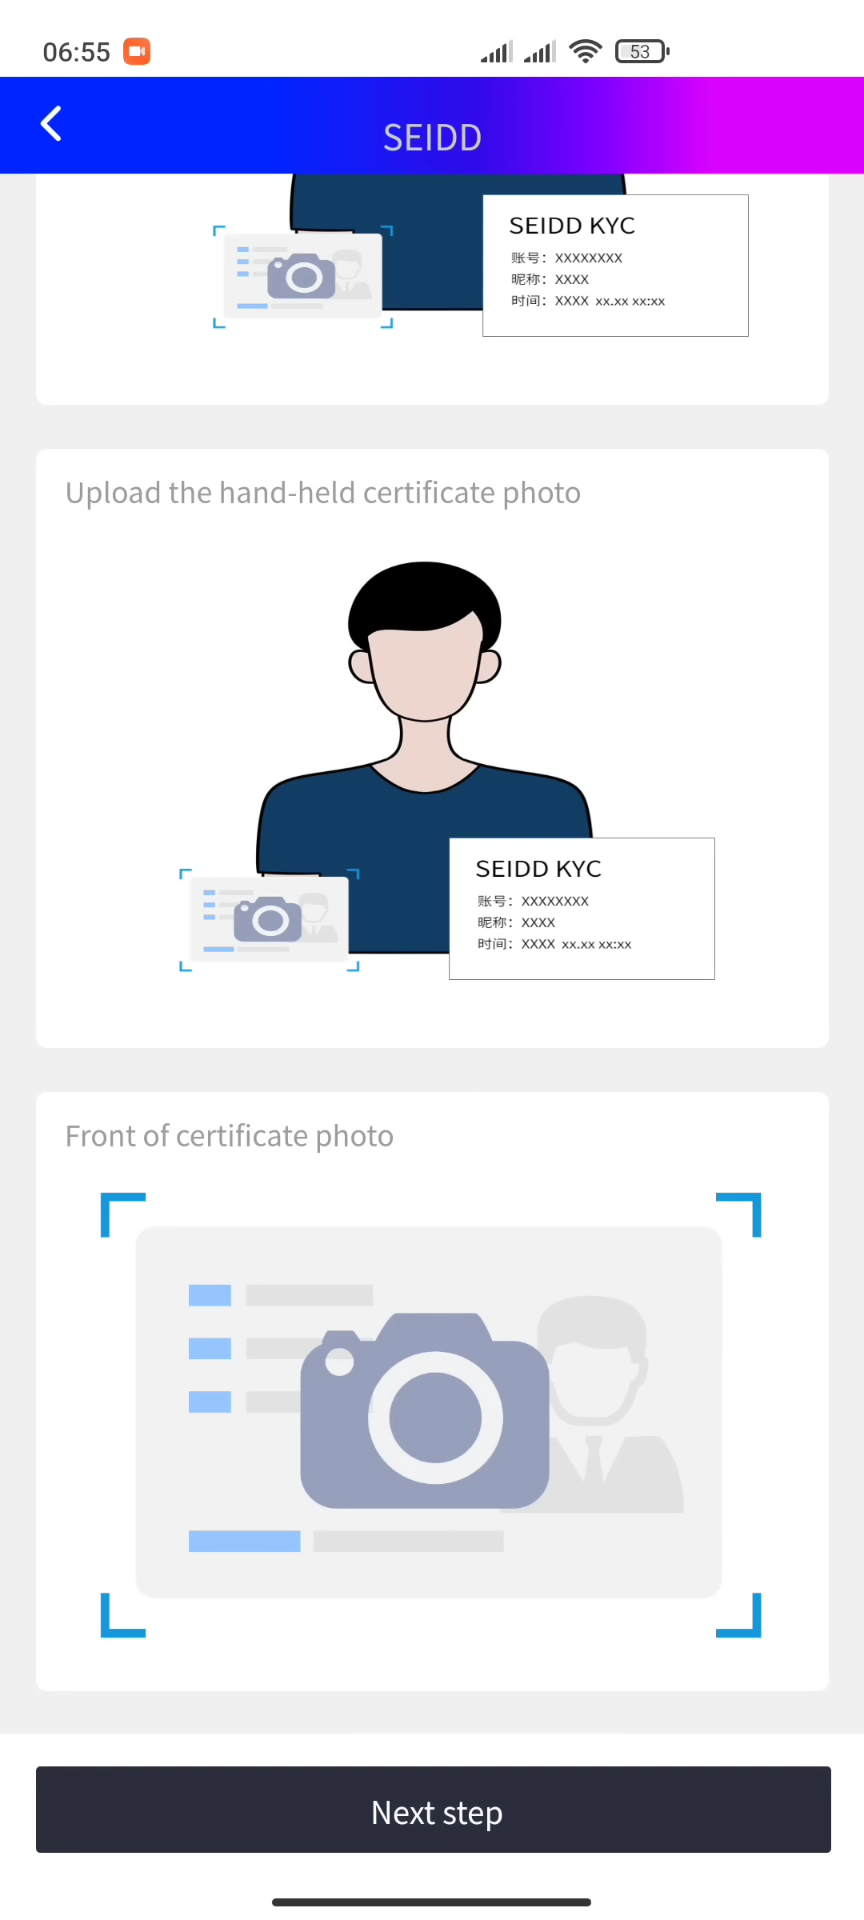 06:55
53
SEIDD
SEIDD KYC
账号：XXXXXXXX
昵称：XXXX
时间：XXXX xx.xx xx:xx
Upload the hand-held certificate photo
SEIDD KYC
账号：XXXXXXXX
昵称：XXXX
时间：XXXX xx.xx xx:xx
Front of certificate photo
Next step